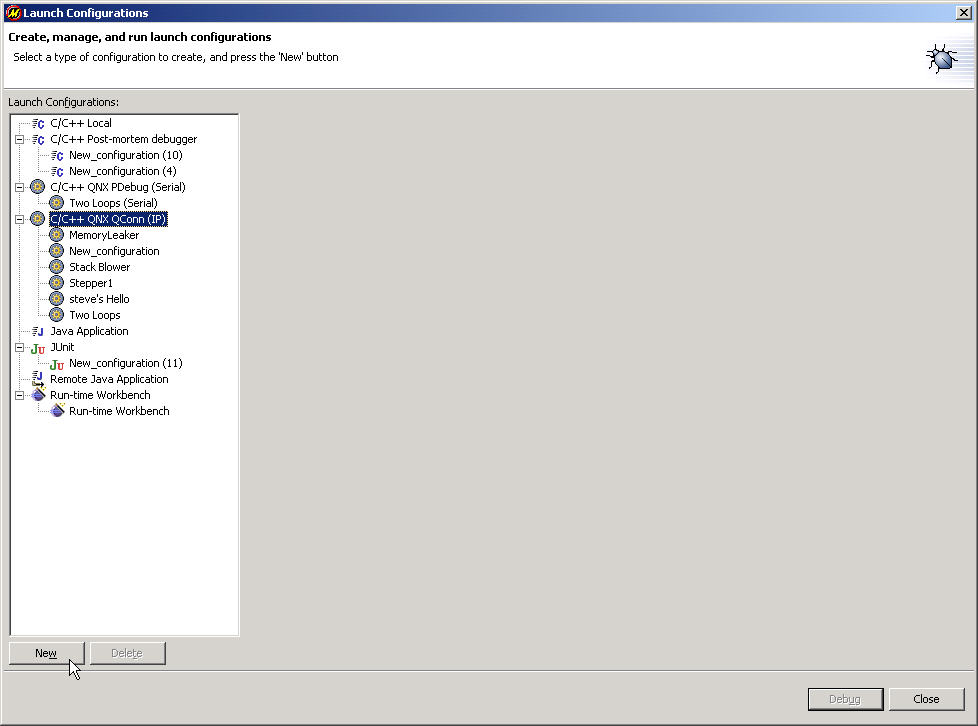 Launch Configurations
Create, manage, and run launch configurations
Select a type of configuration to create, and press the 'New' button
Launch Configurations:
C/C++ Local
C/C++ Post-mortem debugger
New_configuration (10)
New_configuration (4)
C/C++ QNX PDebug (Serial)
Two Loops (Serial)
C/C++ QNX QConn (IP)
MemoryLeaker
New_configuration
Stack Blower
Stepper1
steve's Hello
Two Loops
Java Application
JUnit
New_configuration (11)
Remote Java Application
Run-time Workbench
Run-time Workbench
New Delete
Debug Close